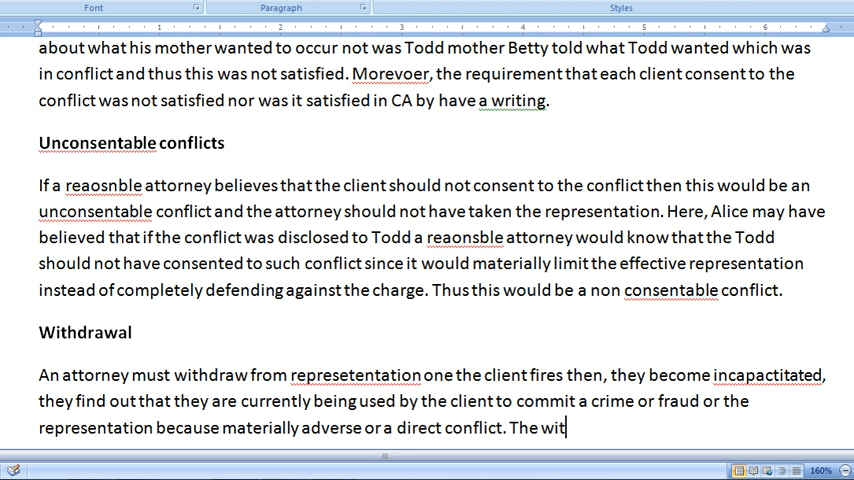 Font Paragraph Styles
1 2 3 4 5 6
about what his mother wanted to occur not was Todd mother Betty told what Todd wanted which was
in conflict and thus this was not satisfied. Morevoer, the requirement that each client consent to the
conflict was not satisfied nor was it satisfied in CA by have a writing.
Unconsentable conflicts
If a reaosnble attorney believes that the client should not consent to the conflict then this would be an
unconsentable conflict and the attorney should not have taken the representation. Here, Alice may have
believed that if the conflict was disclosed to Todd a reaonsble attorney would know that the Todd
should not have consented to such conflict since it would materially limit the effective representation
instead of completely defending against the charge. Thus this would be a non consentable conflict.
Withdrawal
An attorney must withdraw from represetentation one the client fires then, they become incapactitated,
they find out that they are currently being used by the client to commit a crime or fraud or the
representation because materially adverse or a direct conflict. The wit
160%